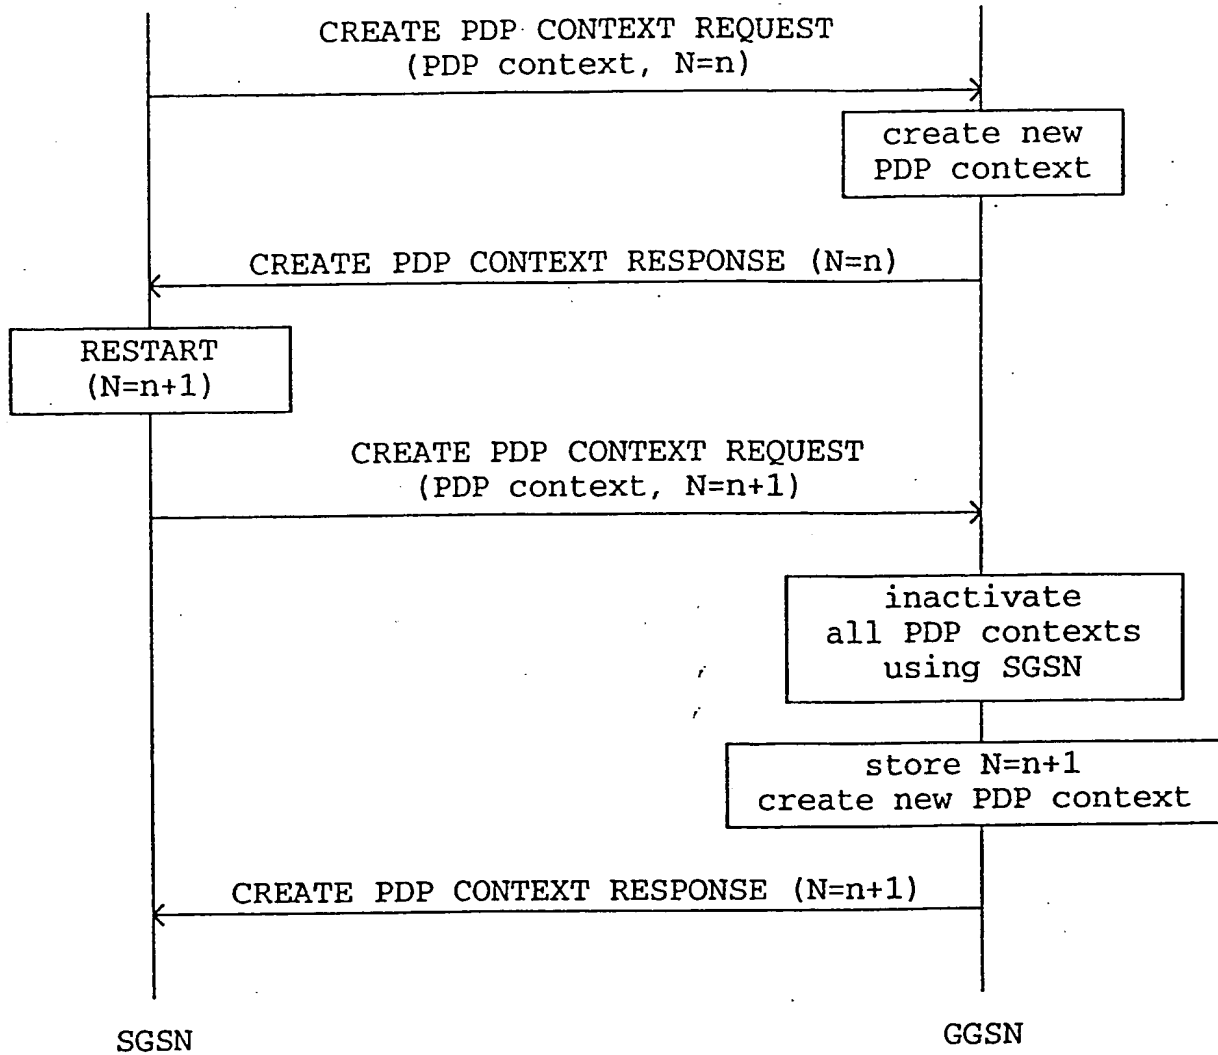 CREATE PDP CONTEXT REQUEST
(PDP context, N=n)
create new
PDP context
CREATE PDP CONTEXT RESPONSE (N=n)
RESTART
(N=n+1)
CREATE PDP CONTEXT REQUEST
(PDP context, N=n+1)
inactivate
all PDP contexts
using SGSN
store N=n+1
create new PDP context
CREATE PDP CONTEXT RESPONSE (N=n+1)
SGSN
GGSN